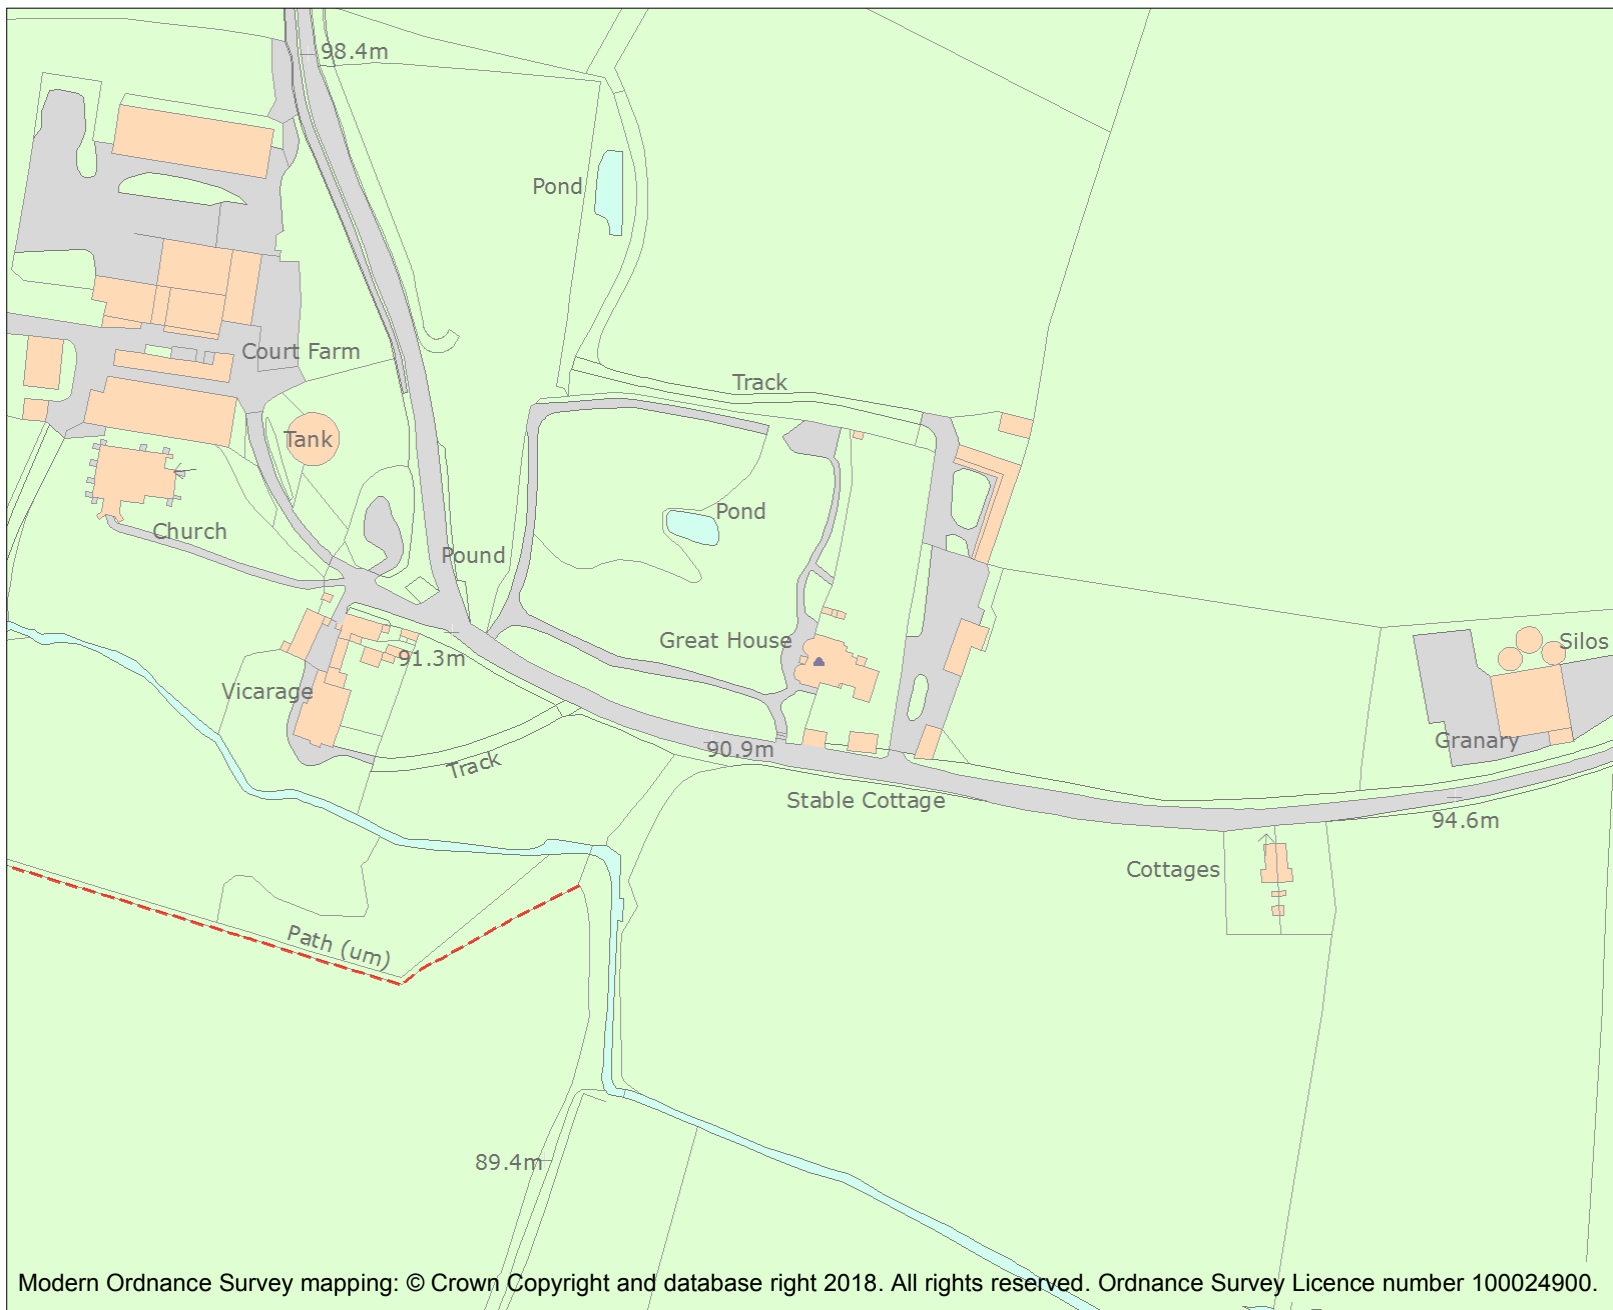 98.4m
Pond
Court Farm
Track
Tank
Pond
Church
Pound
Great House
91.3m
Silos
Vicarage
Granary
90.9m
Track
Stable Cottage
94.6m
Cottages
Path (um)
89.4m
Modern Ordnance Survey mapping: © Crown Copyright and database right 2018. All rights reserved. Ordnance Survey Licence number 100024900.